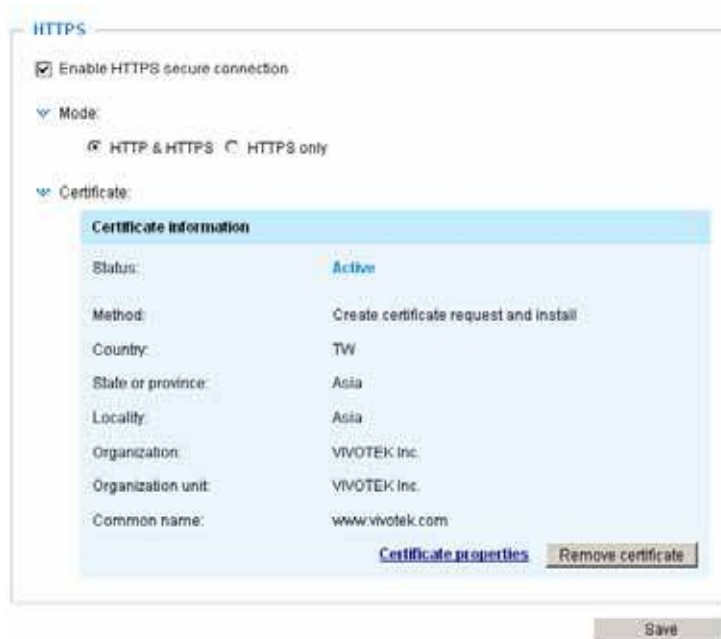 HTTPS
Enable HTTPS secure connection
Mode:
HTTP & HTTPS HTTPS only
Certificate:
Certificate information
Status: Active
Method: Create certificate request and install
Country: TW
State or province: Asia
Locality: Asia
Organization: VIVOTEK Inc.
Organization unit: VIVOTEK Inc.
Common name: www.vivotek.com
Certificate properties Remove certificate
Save